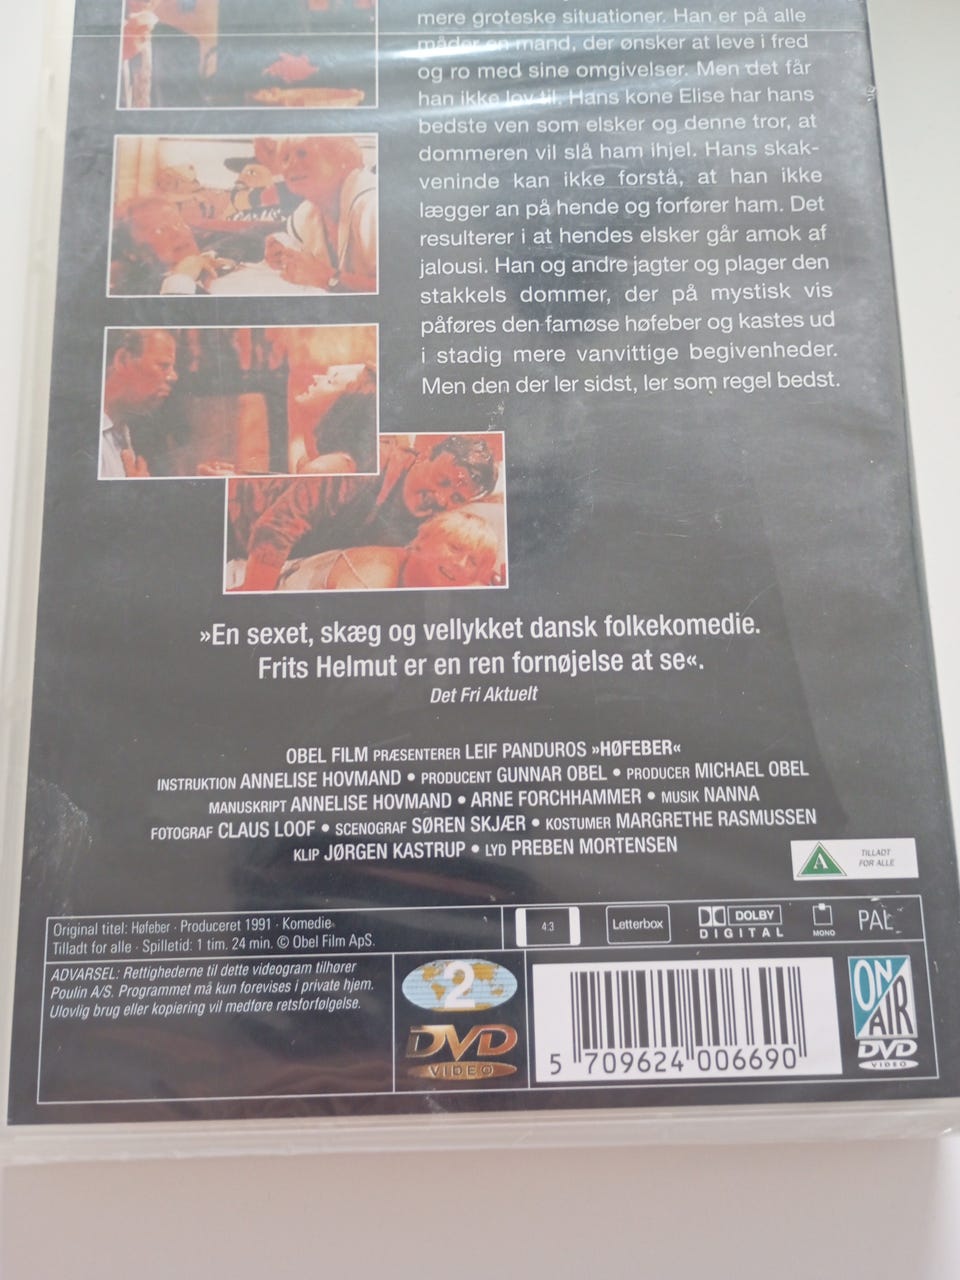 mere groteske situationer. Han er på alle
måder en mand, der ønsker at leve i fred
og ro med sine omgivelser. Men det får
han ikke lov til. Hans kone Elise har hans
bedste ven som elsker og denne tror, at
dommeren vil slå ham ihjel. Hans skak-
veninde kan ikke forstå, at han ikke
lægger an på hende og forfører ham. Det
resulterer i at hendes elsker går amok af
jalousi. Han og andre jagter og plager den
stakkels dommer, der på mystisk vis
påføres den famøse høfeber og kastes ud
i stadig mere vanvittige begivenheder.
Men den der ler sidst, ler som regel bedst.
»En sexet, skæg og vellykket dansk folkekomedie.
Frits Helmut er en ren fornøjelse at se«.
Det Fri Aktuelt
OBEL FILM PRÆSENTERER LEIF PANDUROS »HØFEBER«
INSTRUKTION ANNELISE HOVMAND • PRODUCENT GUNNAR OBEL • PRODUCER MICHAEL OBEL
MANUSKRIPT ANNELISE HOVMAND • ARNE FORCHHAMMER • MUSIK NANNA
FOTOGRAF CLAUS LOOF • SCENOGRAF SØREN SKJÆR • KOSTUMER MARGRETHE RASMUSSEN
KLIP JØRGEN KASTRUP • LYD PREBEN MORTENSEN
A TILLADT
FOR ALLE
Original titel: Høfeber · Produceret 1991 · Komedie
Tilladt for alle · Spilletid: 1 tim. 24 min. © Obel Film ApS.
4:3
Letterbox
DOLBY
DIGITAL
MONO
PAL
ADVARSEL: Rettighederne til dette videogram tilhører
Poulin A/S. Programmet må kun forevises i private hjem.
Ulovlig brug eller kopiering vil medføre retsforfølgelse.
2
DVD
VIDEO
5 709624 006690
ON
AIR
DVD
VIDEO